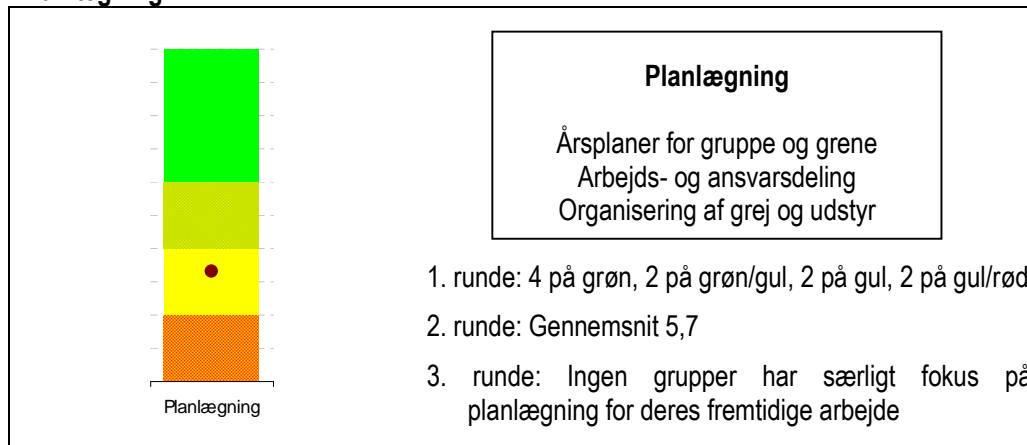 Planlægning
Årsplaner for gruppe og grene
Arbejds- og ansvarsdeling
Organisering af grej og udstyr
1. runde: 4 på grøn, 2 på grøn/gul, 2 på gul, 2 på gul/rød
2. runde: Gennemsnit 5,7
3. runde: Ingen grupper har særligt fokus på
planlægning for deres fremtidige arbejde
Planlægning